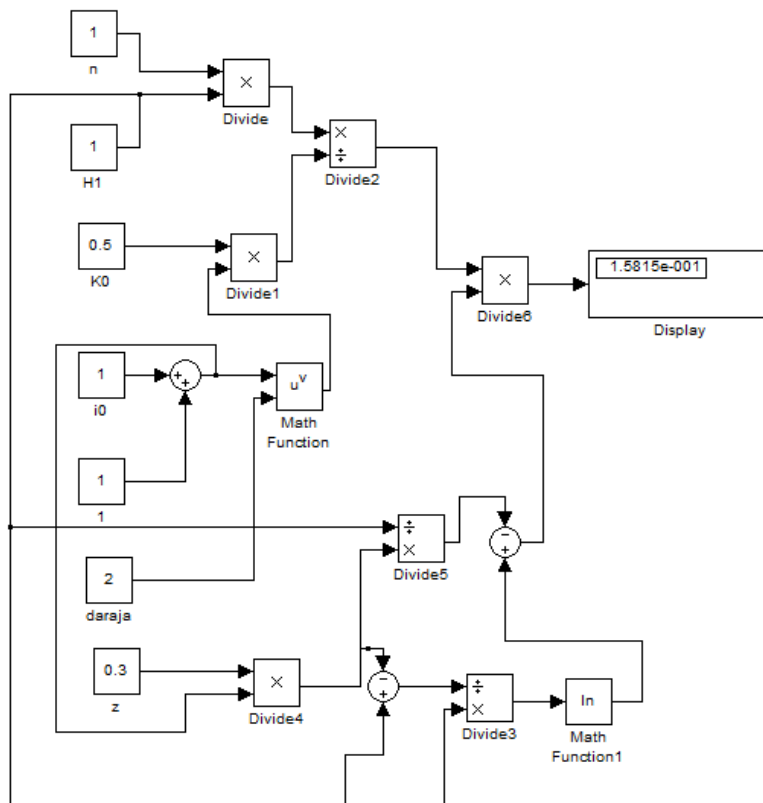 1
n
×
Divide
1
H1
×
÷
Divide2
0.5
K0
×
Divide1
×
Divide6
1.5815e-001
Display
1
i0
+
+
u^v
Math
Function
1
1
÷
×
Divide5
−
+
2
daraja
0.3
z
×
Divide4
−
+
÷
×
Divide3
ln
Math
Function1